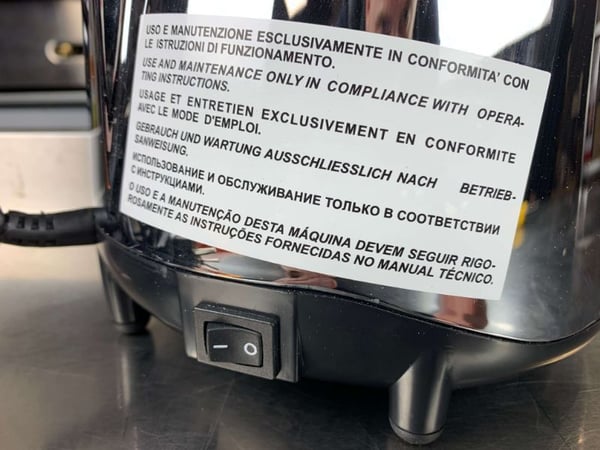 USO E MANUTENZIONE ESCLUSIVAMENTE IN CONFORMITA' CON
LE ISTRUZIONI DI FUNZIONAMENTO.
USE AND MAINTENANCE ONLY IN COMPLIANCE WITH OPERA-
TING INSTRUCTIONS.
USAGE ET ENTRETIEN EXCLUSIVEMENT EN CONFORMITE
AVEC LE MODE D'EMPLOI.
GEBRAUCH UND WARTUNG AUSSCHLIESSLICH NACH BETRIEB-
SANWEISUNG.
ИСПОЛЬЗОВАНИЕ И ОБСЛУЖИВАНИЕ ТОЛЬКО В СООТВЕТСТВИИ
С ИНСТРУКЦИЯМИ.
O USO E A MANUTENÇÃO DESTA MÁQUINA DEVEM SEGUIR RIGO-
ROSAMENTE AS INSTRUÇÕES FORNECIDAS NO MANUAL TÉCNICO.
I O